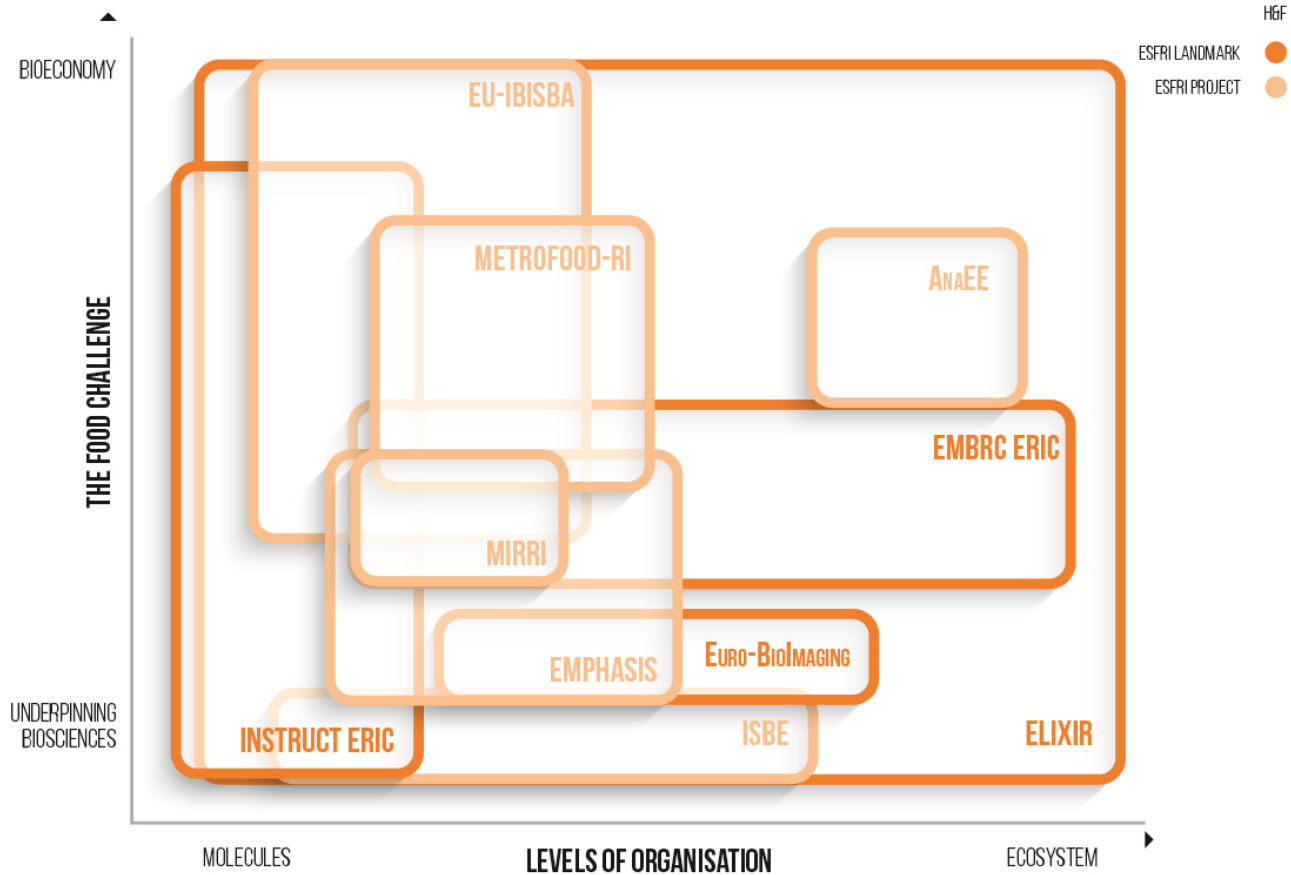 H&F
ESFRI LANDMARK
ESFRI PROJECT
BIOECONOMY
EU-IBISBA
METROFOOD-RI
AnaEE
THE FOOD CHALLENGE
EMBRC ERIC
MIRRI
Euro-BioImaging
EMPHASIS
UNDERPINNING
BIOSCIENCES
INSTRUCT ERIC
ISBE
ELIXIR
MOLECULES
LEVELS OF ORGANISATION
ECOSYSTEM